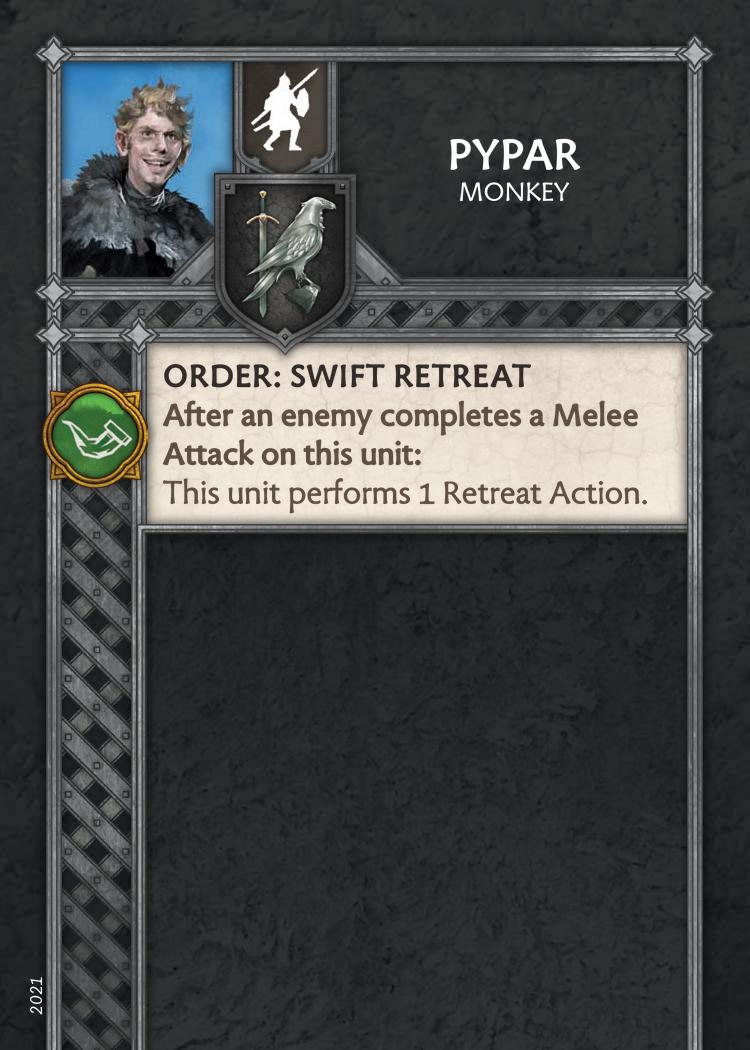 PYPAR
MONKEY
ORDER: SWIFT RETREAT
After an enemy completes a Melee
Attack on this unit:
This unit performs 1 Retreat Action.
2021